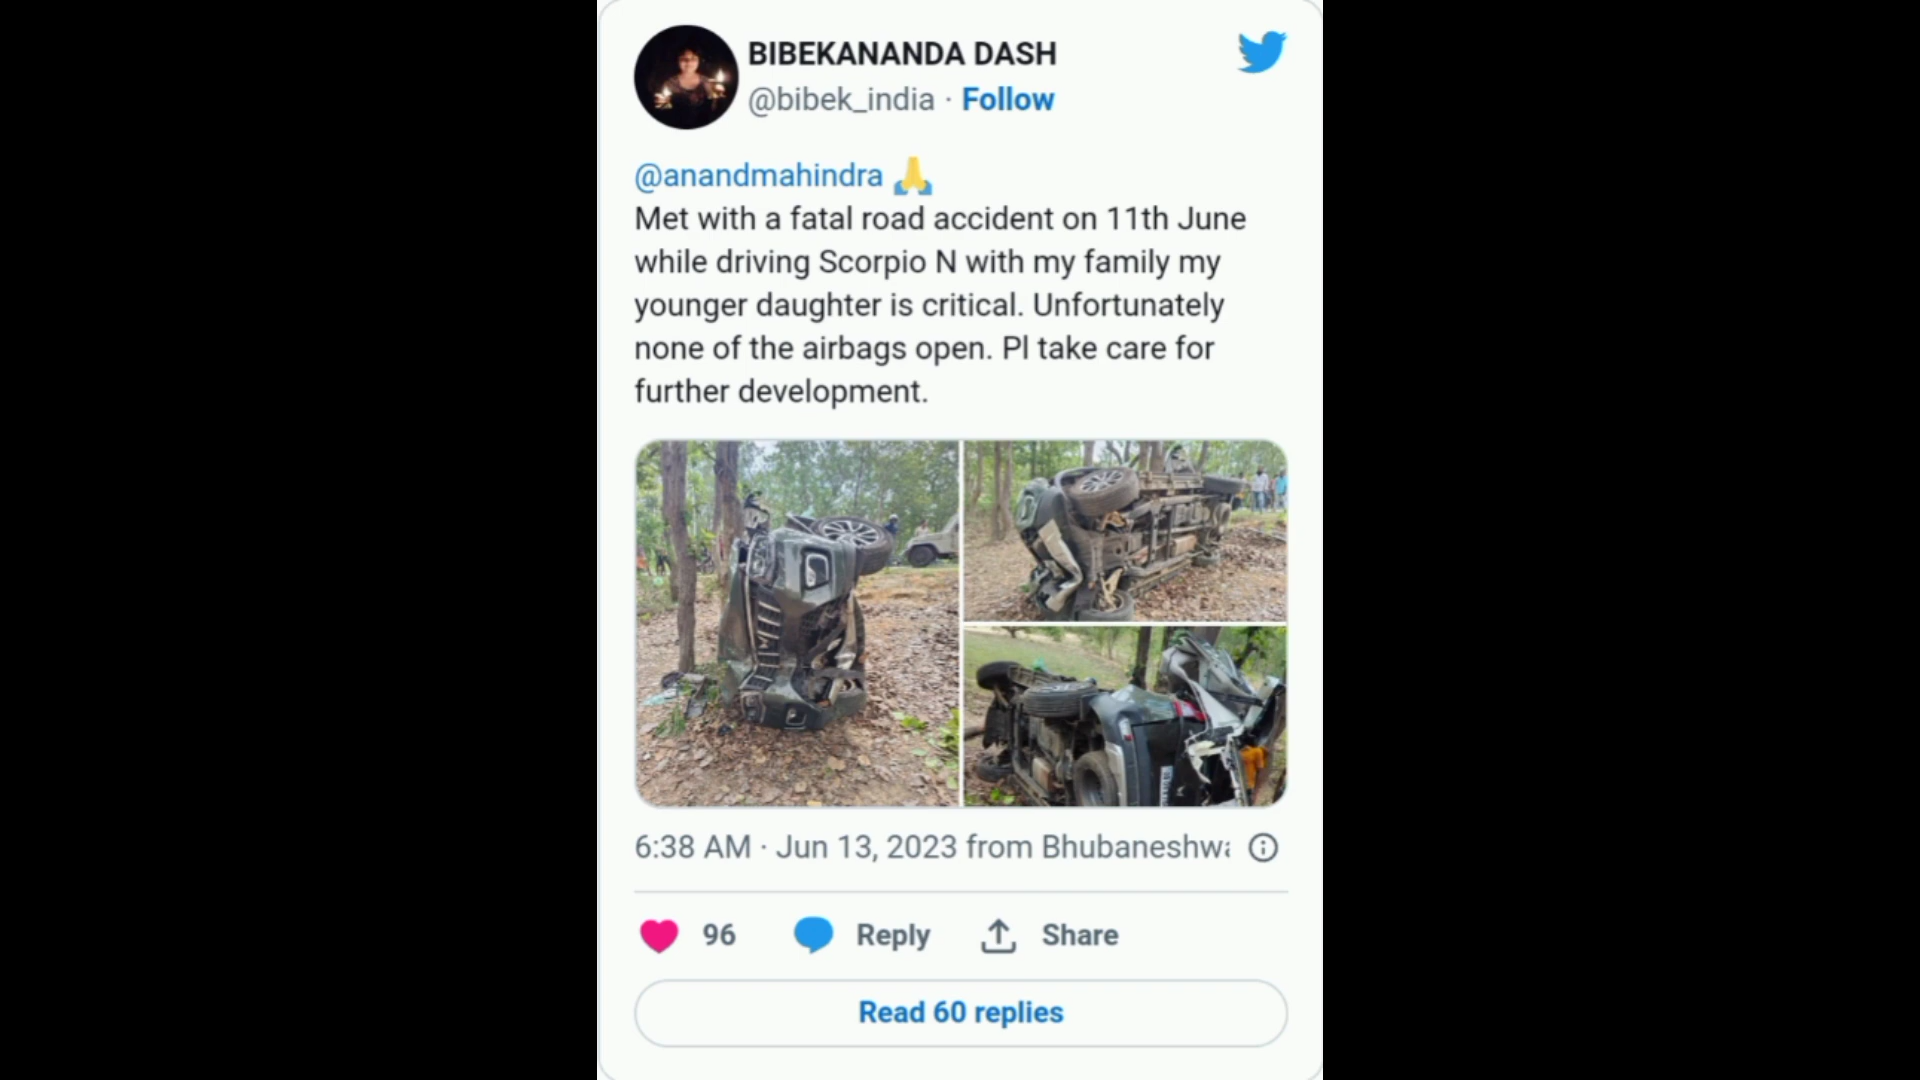 BIBEKANANDA DASH
@bibek_india · Follow
@anandmahindra 🙏
Met with a fatal road accident on 11th June
while driving Scorpio N with my family my
younger daughter is critical. Unfortunately
none of the airbags open. Pl take care for
further development.
6:38 AM · Jun 13, 2023 from Bhubaneshwa
96 Reply Share
Read 60 replies